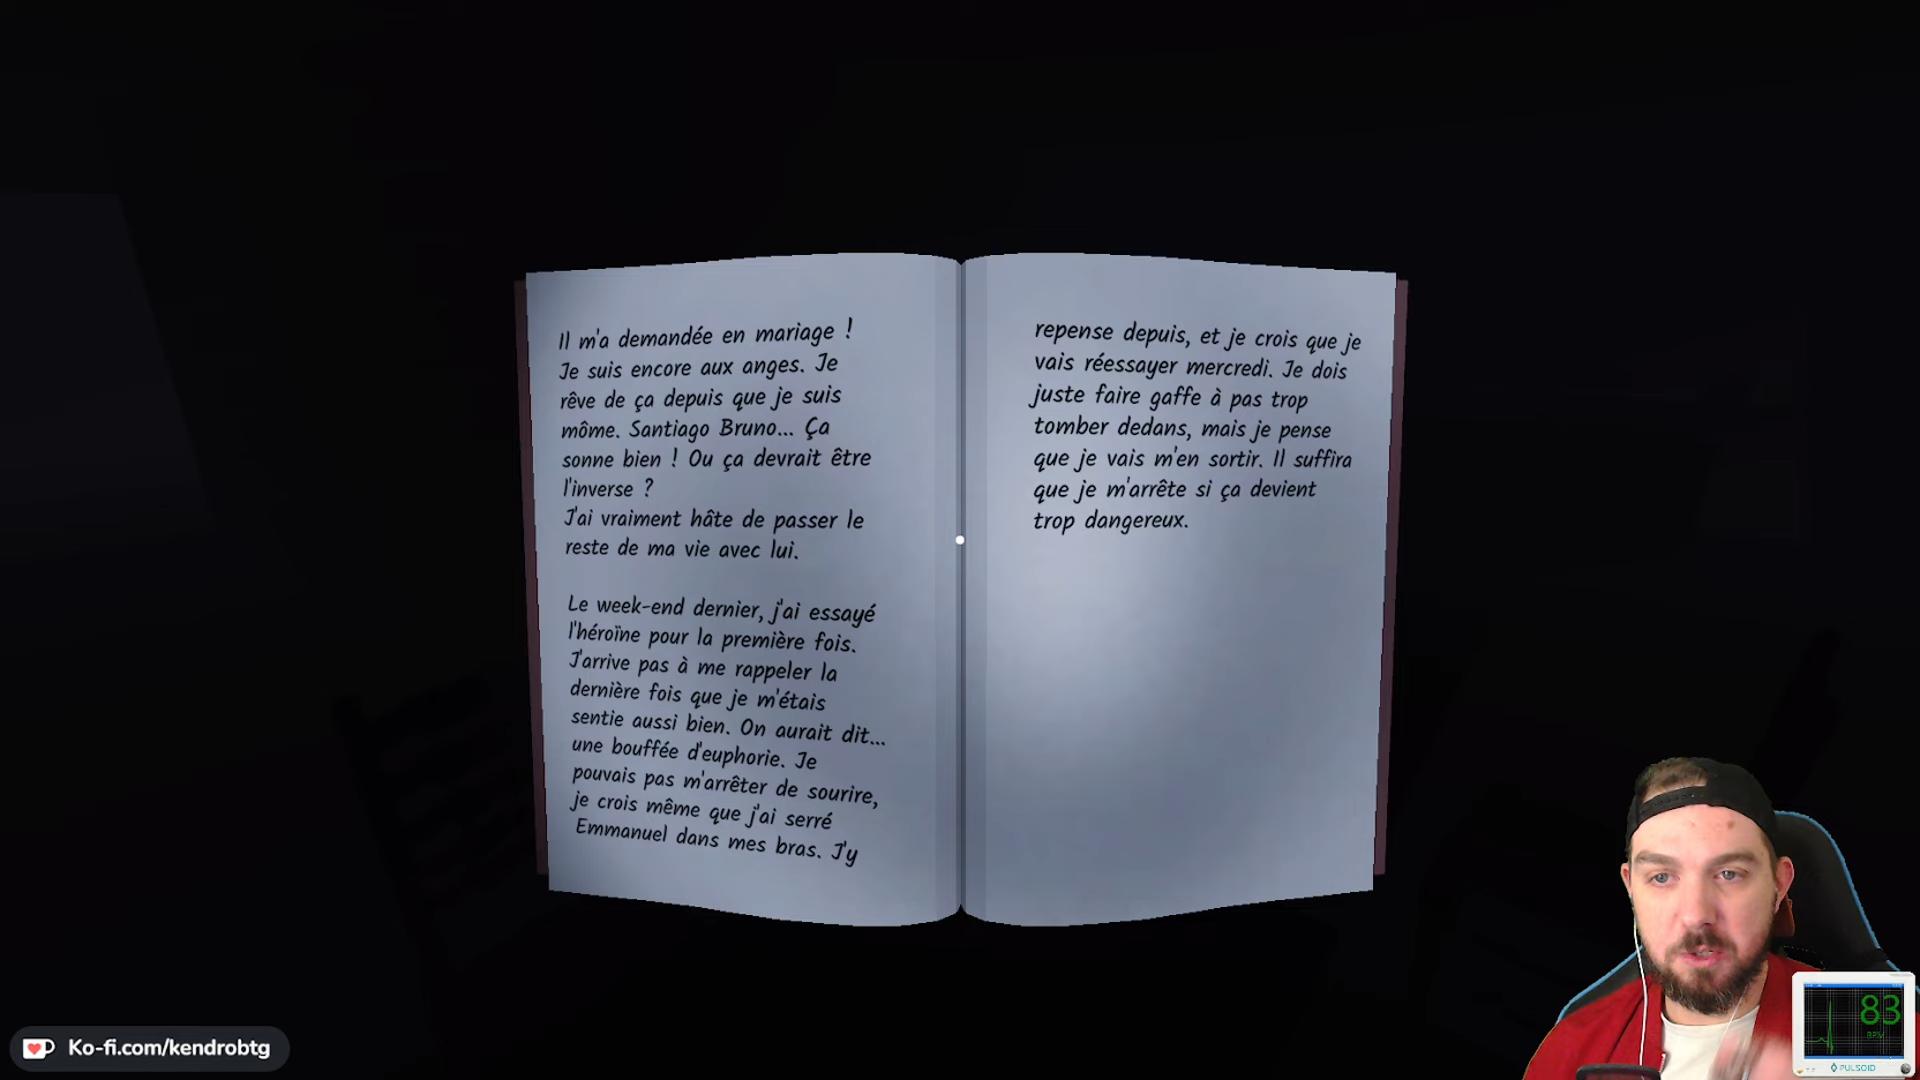 Il m'a demandée en mariage !
Je suis encore aux anges. Je
rêve de ça depuis que je suis
môme. Santiago Bruno... Ça
sonne bien ! Ou ça devrait être
l'inverse ?
J'ai vraiment hâte de passer le
reste de ma vie avec lui.
Le week-end dernier, j'ai essayé
l'héroïne pour la première fois.
J'arrive pas à me rappeler la
dernière fois que je m'étais
sentie aussi bien. On aurait dit...
une bouffée d'euphorie. Je
pouvais pas m'arrêter de sourire,
je crois même que j'ai serré
Emmanuel dans mes bras. J'y
repense depuis, et je crois que je
vais réessayer mercredi. Je dois
juste faire gaffe à pas trop
tomber dedans, mais je pense
que je vais m'en sortir. Il suffira
que je m'arrête si ça devient
trop dangereux.
Ko-fi.com/kendrobtg
83
BPM
PULSOID